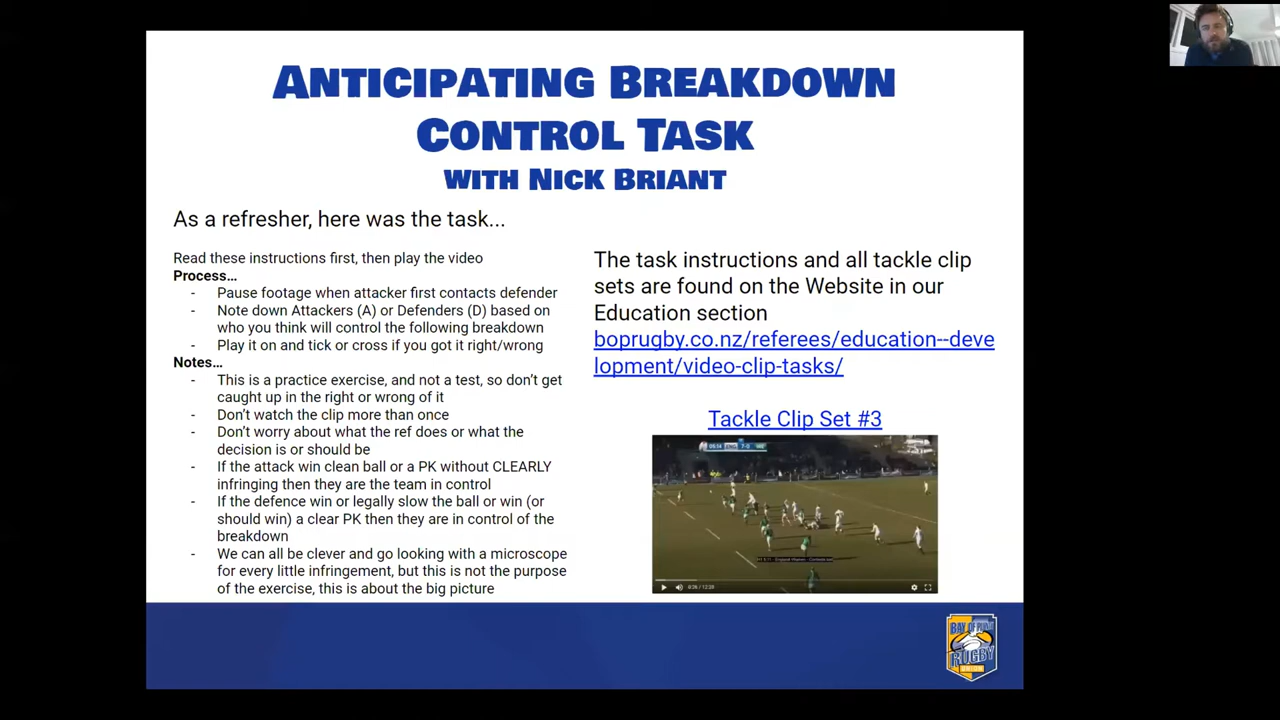 ANTICIPATING BREAKDOWN
CONTROL TASK
WITH NICK BRIANT
As a refresher, here was the task...
Read these instructions first, then play the video
Process...
- Pause footage when attacker first contacts defender
- Note down Attackers (A) or Defenders (D) based on
who you think will control the following breakdown
- Play it on and tick or cross if you got it right/wrong
Notes...
- This is a practice exercise, and not a test, so don't get
caught up in the right or wrong of it
- Don't watch the clip more than once
- Don't worry about what the ref does or what the
decision is or should be
- If the attack win clean ball or a PK without CLEARLY
infringing then they are the team in control
- If the defence win or legally slow the ball or win (or
should win) a clear PK then they are in control of the
breakdown
- We can all be clever and go looking with a microscope
for every little infringement, but this is not the purpose
of the exercise, this is about the big picture
The task instructions and all tackle clip
sets are found on the Website in our
Education section
boprugby.co.nz/referees/education--deve
lopment/video-clip-tasks/
Tackle Clip Set #3
7-0
BAY OF PLENTY
RUGBY
UNION